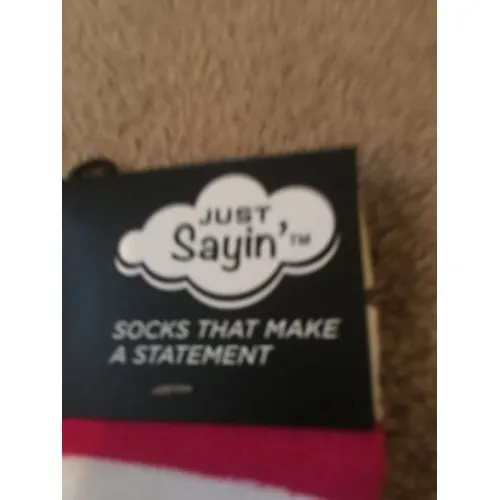 JUST
Sayin'™
SOCKS THAT MAKE
A STATEMENT